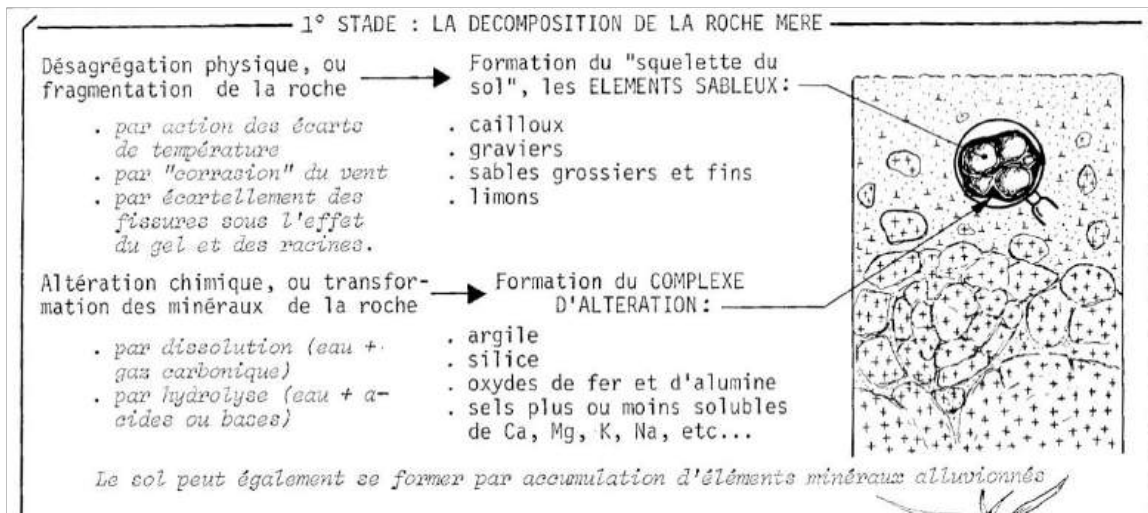 1° STADE : LA DECOMPOSITION DE LA ROCHE MERE
Désagrégation physique, ou
fragmentation de la roche
. par action des écarts
de température
. par "corrasion" du vent
. par écartellement des
fissures sous l'effet
du gel et des racines.
Formation du "squelette du
sol", les ELEMENTS SABLEUX:
. cailloux
. graviers
. sables grossiers et fins
. limons
Altération chimique, ou transfor-
mation des minéraux de la roche
. par dissolution (eau +
gaz carbonique)
. par hydrolyse (eau + a-
cides ou bases)
Formation du COMPLEXE
D'ALTERATION:
. argile
. silice
. oxydes de fer et d'alumine
. sels plus ou moins solubles
de Ca, Mg, K, Na, etc...
Le sol peut également se former par accumulation d'éléments minéraux alluvionnés